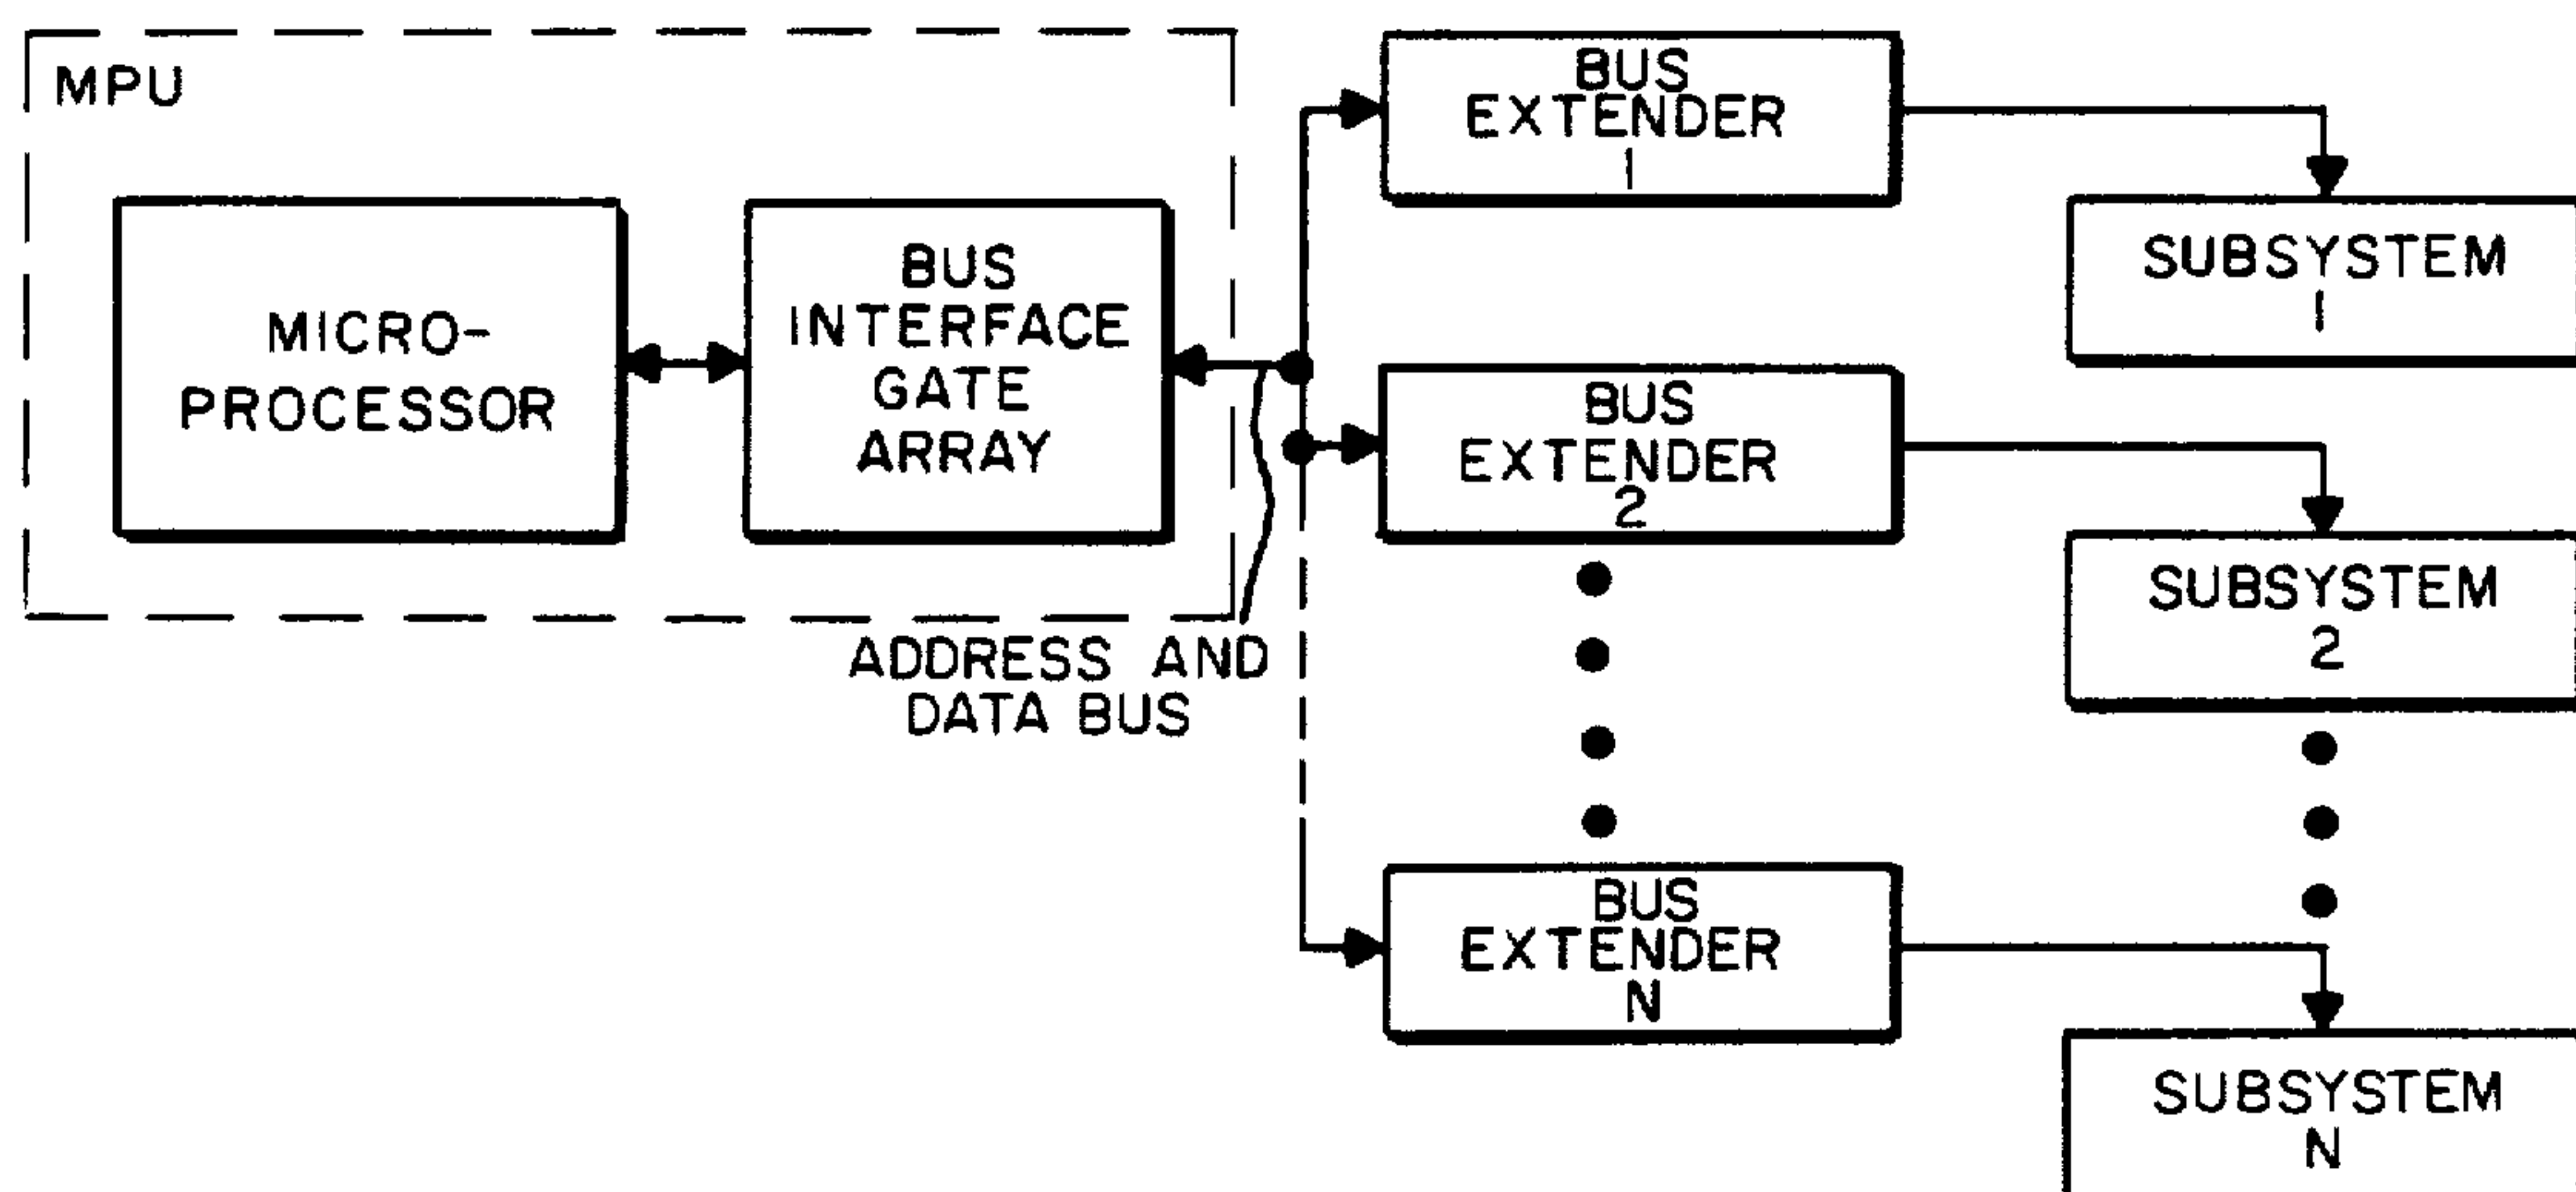 MPU
MICRO-
PROCESSOR
BUS
INTERFACE
GATE
ARRAY
ADDRESS AND
DATA BUS
BUS
EXTENDER
1
SUBSYSTEM
1
BUS
EXTENDER
2
SUBSYSTEM
2
BUS
EXTENDER
N
SUBSYSTEM
N